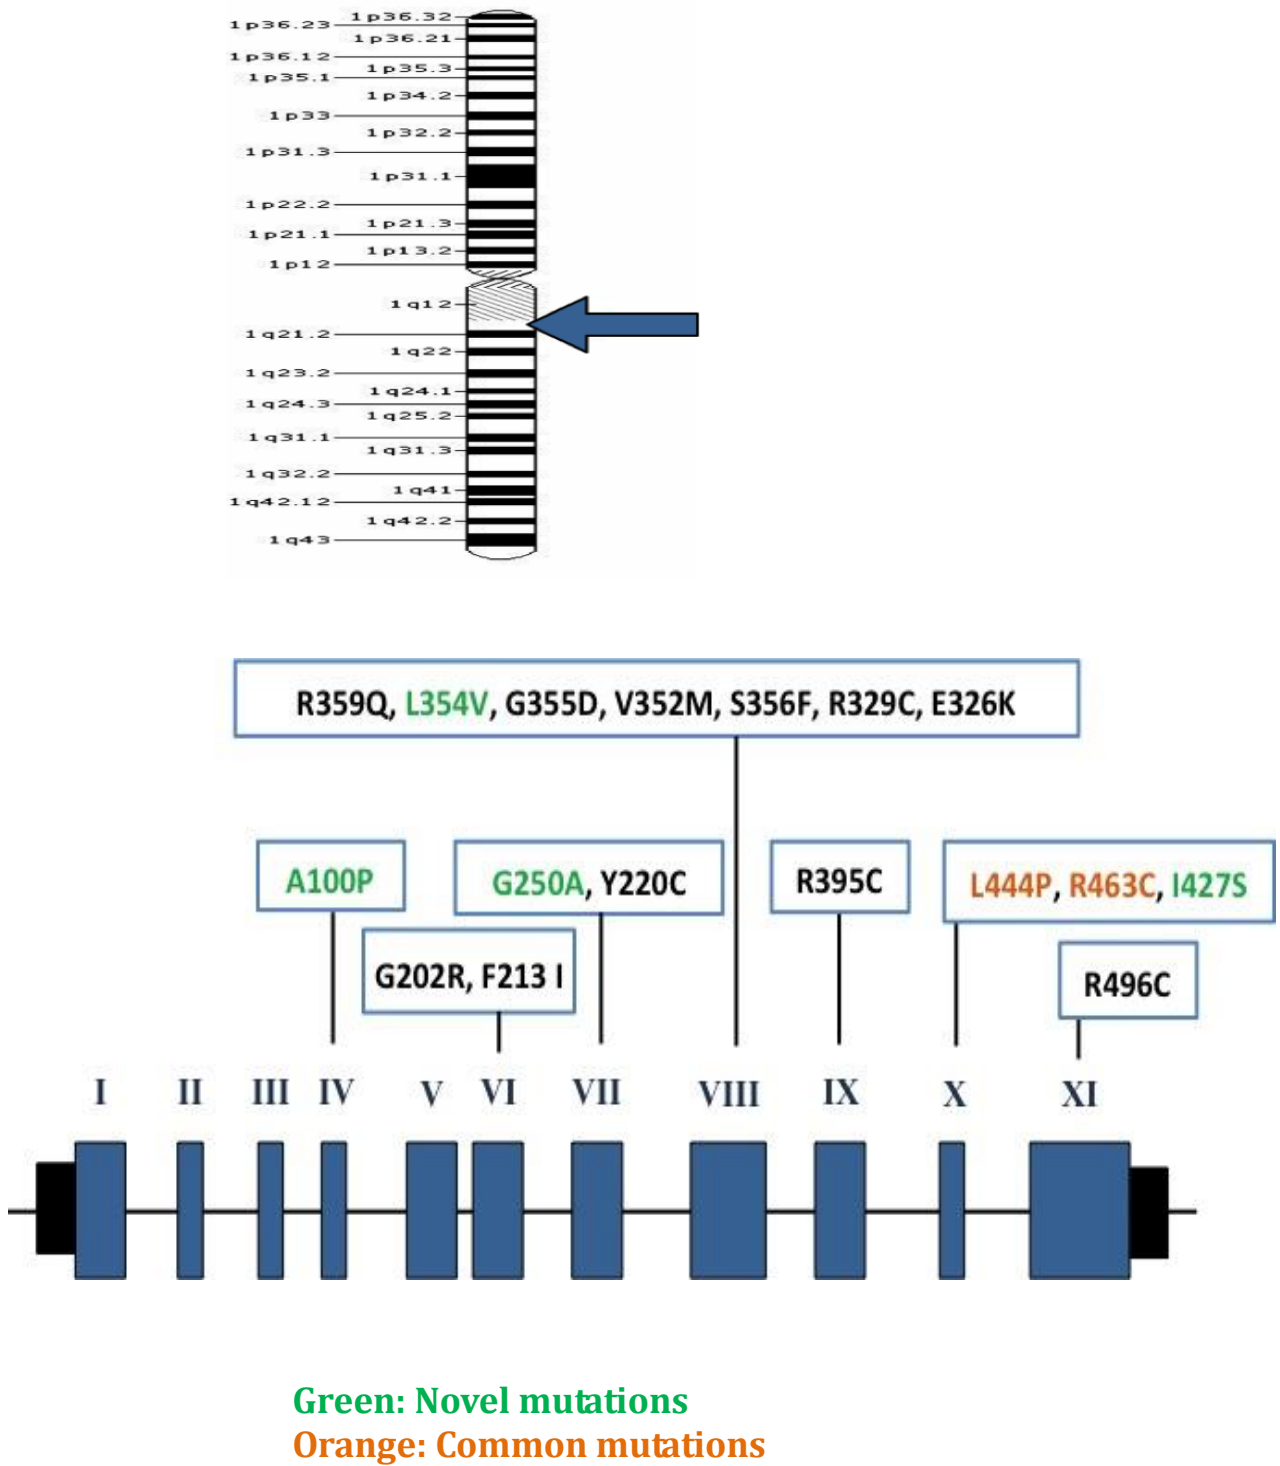 1p36.32
1p36.23
1p36.21
1p36.12
1p35.3
1p35.1
1p34.2
1p33
1p32.2
1p31.3
1p31.1
1p22.2
1p21.3
1p21.1
1p13.2
1p12
1q12
1q21.2
1q22
1q23.2
1q24.1
1q24.3
1q25.2
1q31.1
1q31.3
1q32.2
1q41
1q42.12
1q42.2
1q43
R359Q, L354V, G355D, V352M, S356F, R329C, E326K
A100P
G250A, Y220C
R395C
L444P, R463C, I427S
G202R, F213 I
R496C
I II III IV V VI VII VIII IX X XI
Green: Novel mutations
Orange: Common mutations